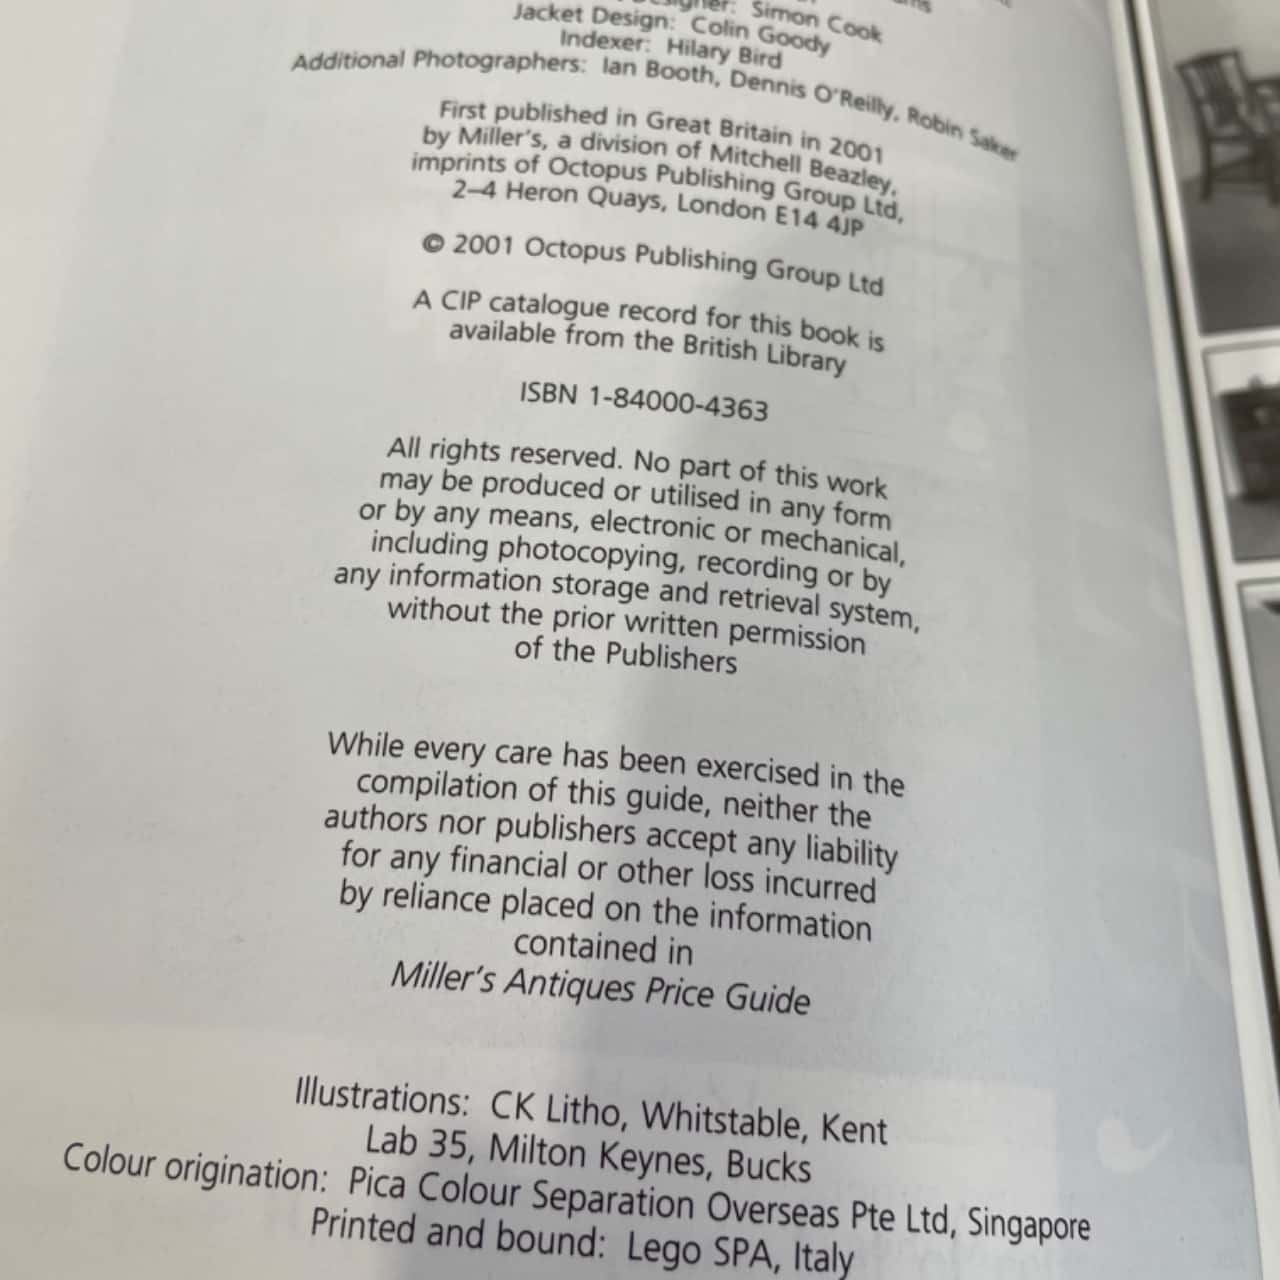 Simon Cook
Jacket Design: Colin Goody
Indexer: Hilary Bird
Additional Photographers: Ian Booth, Dennis O'Reilly, Robin Saker
First published in Great Britain in 2001
by Miller's, a division of Mitchell Beazley,
imprints of Octopus Publishing Group Ltd,
2–4 Heron Quays, London E14 4JP
© 2001 Octopus Publishing Group Ltd
A CIP catalogue record for this book is
available from the British Library
ISBN 1-84000-4363
All rights reserved. No part of this work
may be produced or utilised in any form
or by any means, electronic or mechanical,
including photocopying, recording or by
any information storage and retrieval system,
without the prior written permission
of the Publishers
While every care has been exercised in the
compilation of this guide, neither the
authors nor publishers accept any liability
for any financial or other loss incurred
by reliance placed on the information
contained in
Miller's Antiques Price Guide
Illustrations: CK Litho, Whitstable, Kent
Lab 35, Milton Keynes, Bucks
Colour origination: Pica Colour Separation Overseas Pte Ltd, Singapore
Printed and bound: Lego SPA, Italy